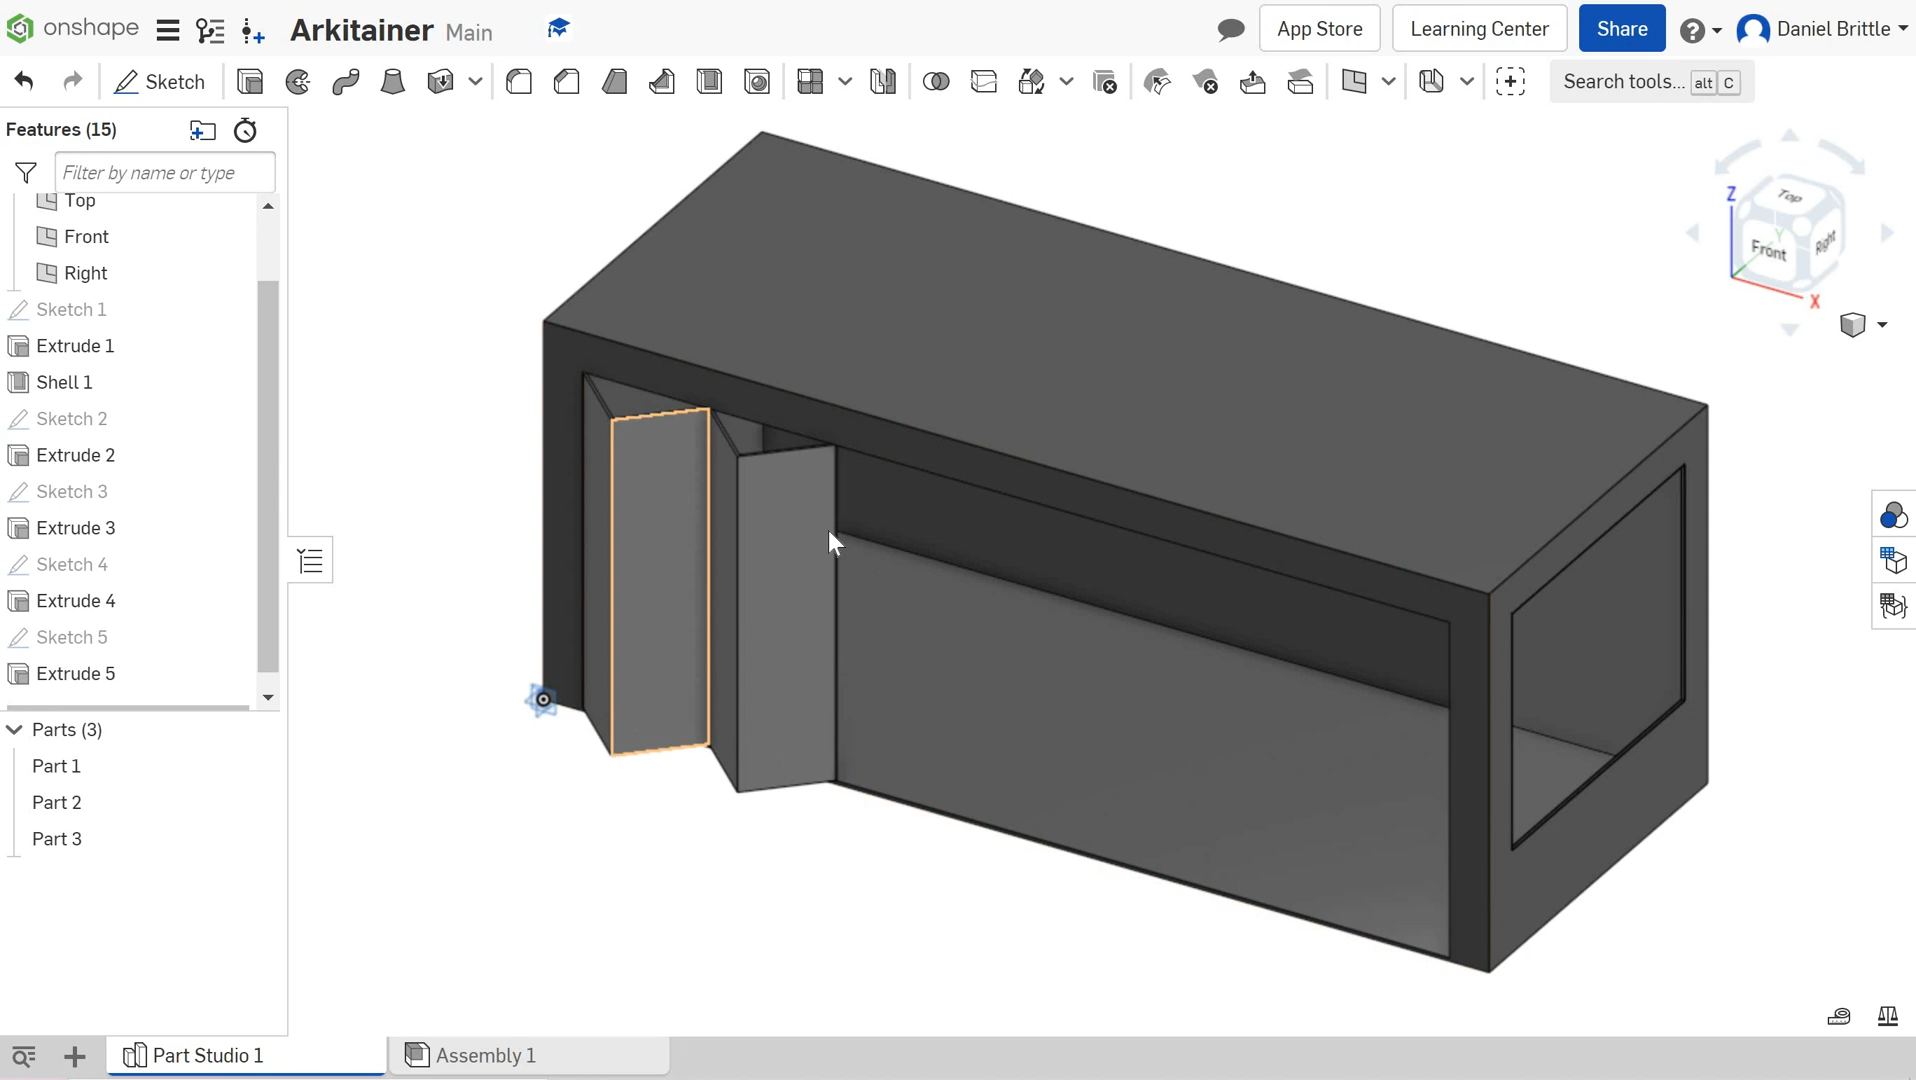 onshape
Arkitainer Main
App Store
Learning Center
Share
Daniel Brittle
Sketch
Search tools... alt C
Features (15)
Filter by name or type
Top
Front
Right
Sketch 1
Extrude 1
Shell 1
Sketch 2
Extrude 2
Sketch 3
Extrude 3
Sketch 4
Extrude 4
Sketch 5
Extrude 5
Parts (3)
Part 1
Part 2
Part 3
Z
Top
Y
Front
Right
X
Part Studio 1
Assembly 1